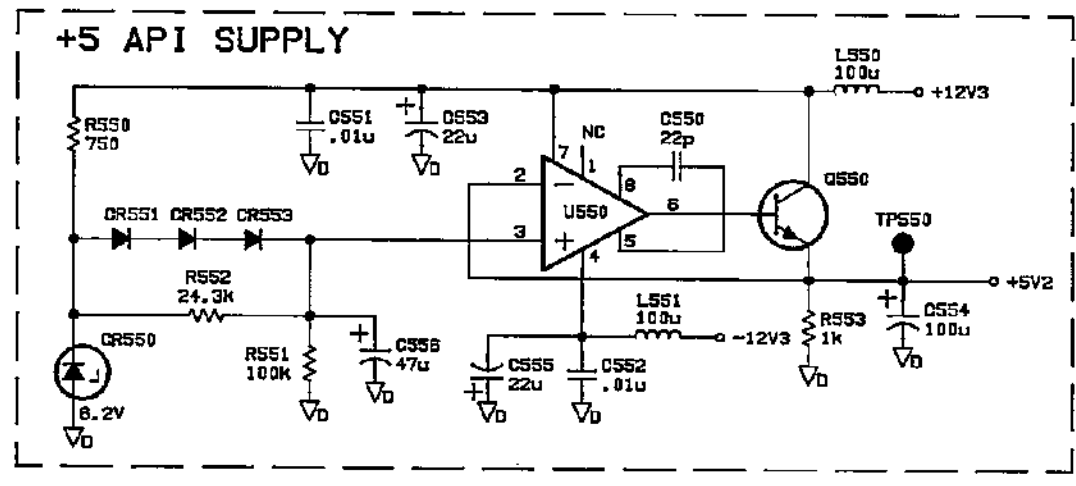 +5 API SUPPLY
L550
100u
+12V3
R550
750
C551
.01u
+
C553
22u
NC
C550
22p
7
1
8
2
−
U550
6
Q550
3
+
5
4
TP550
CR551 CR552 CR553
R552
24.3k
+5V2
L551
100u
-12V3
R553
1k
+
C554
100u
CR550
6.2V
R551
100k
+
C556
47u
C555
22u
+
C552
.01u
D
D
D
D
D
D
D
D
D